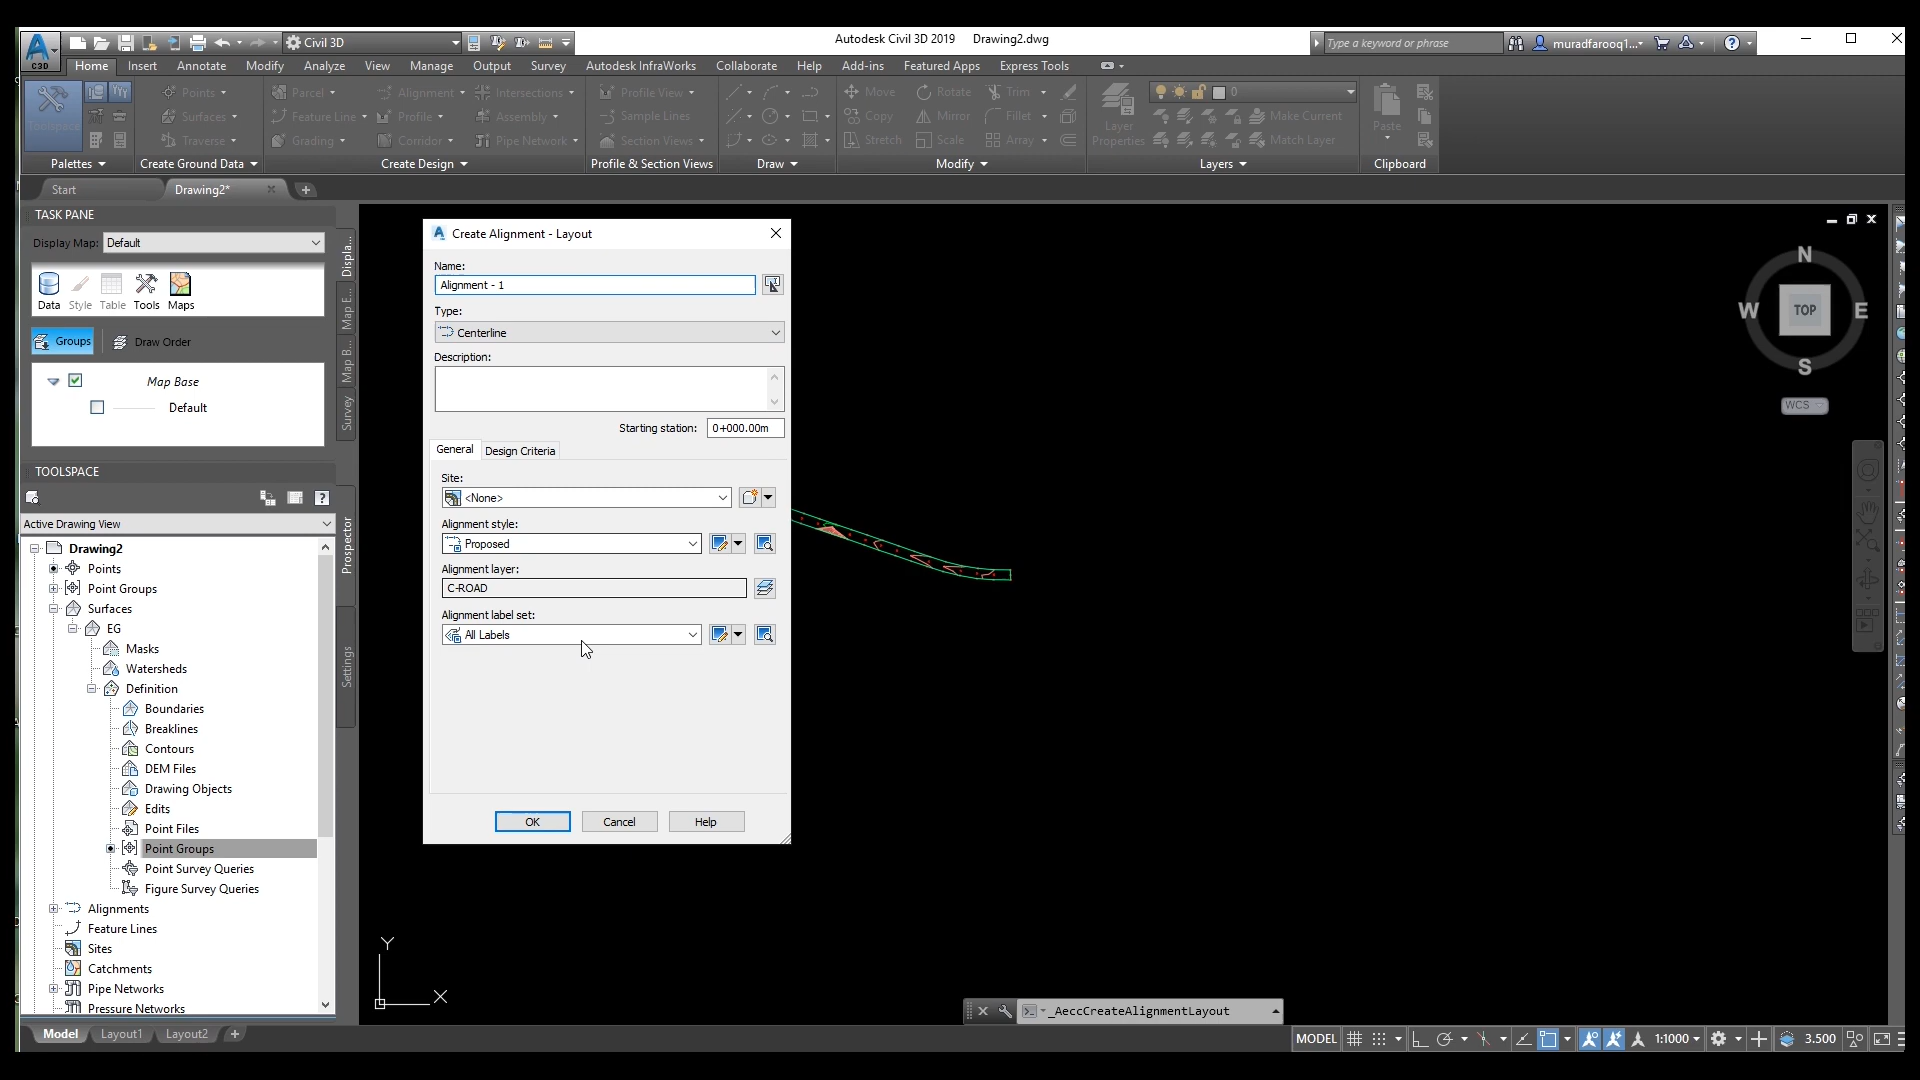 C3D
Civil 3D
Autodesk Civil 3D 2019 Drawing2.dwg
Type a keyword or phrase
muradfarooq1...
Home Insert Annotate Modify Analyze View Manage Output Survey Autodesk InfraWorks Collaborate Help Add-ins Featured Apps Express Tools
Points Parcel Alignment Intersections Profile View Move Rotate Trim 0
Toolspace Surfaces Feature Line Profile Assembly Sample Lines Copy Mirror Fillet Layer Properties Make Current Paste
Traverse Grading Corridor Pipe Network Section Views Stretch Scale Array Match Layer
Palettes Create Ground Data Create Design Profile & Section Views Draw Modify Layers Clipboard
Start Drawing2*
TASK PANE
Display Map: Default
Data Style Table Tools Maps
Groups Draw Order
Map Base
Default
Displa...
Map E...
Map B...
Survey
TOOLSPACE
Active Drawing View
Drawing2
Points
Point Groups
Surfaces
EG
Masks
Watersheds
Definition
Boundaries
Breaklines
Contours
DEM Files
Drawing Objects
Edits
Point Files
Point Groups
Point Survey Queries
Figure Survey Queries
Alignments
Feature Lines
Sites
Catchments
Pipe Networks
Pressure Networks
Prospector
Settings
Create Alignment - Layout
Name:
Alignment - 1
Type:
Centerline
Description:
Starting station: 0+000.00m
General Design Criteria
Site:
<None>
Alignment style:
Proposed
Alignment layer:
C-ROAD
Alignment label set:
All Labels
OK Cancel Help
N
W TOP E
S
WCS
Y
X
_AeccCreateAlignmentLayout
Model Layout1 Layout2
MODEL 1:1000 3.500